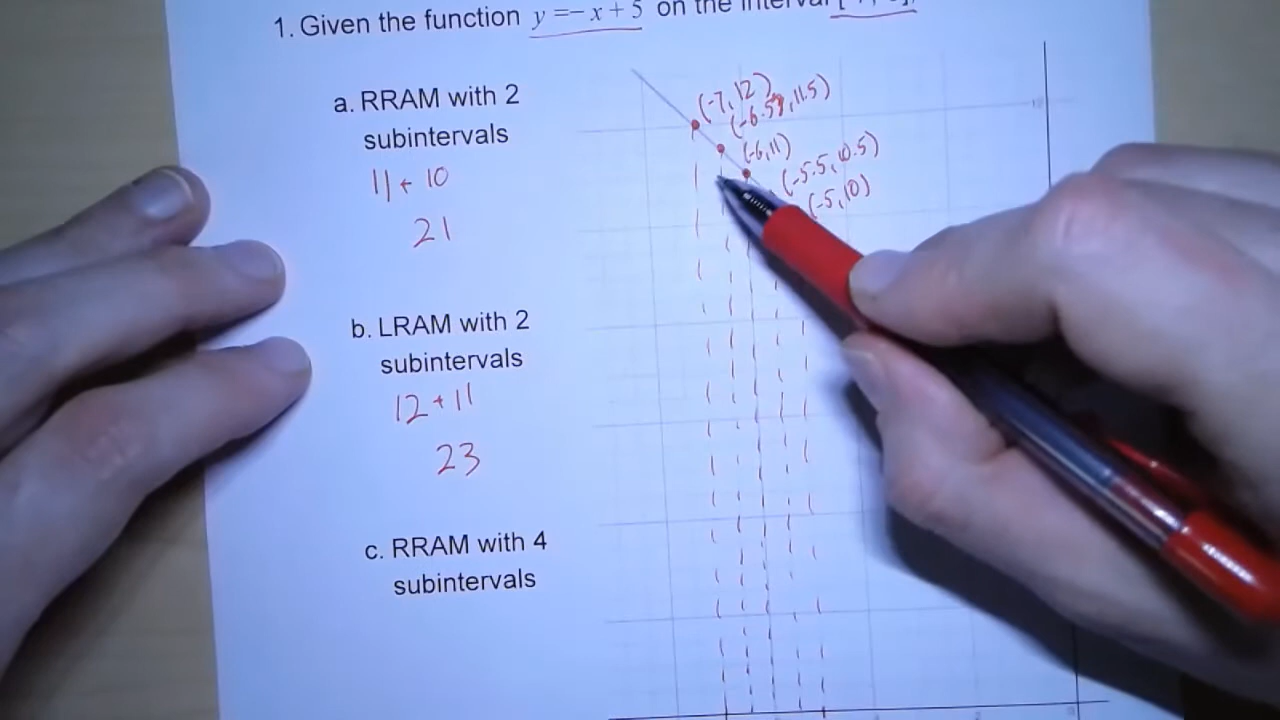 1. Given the function y = - x + 5 on the interval
a. RRAM with 2
subintervals
11 + 10
21
b. LRAM with 2
subintervals
12 + 11
23
c. RRAM with 4
subintervals
(-7, 12)
(-6.5, 11.5)
(-6, 11)
(-5.5, 10.5)
(-5, 10)